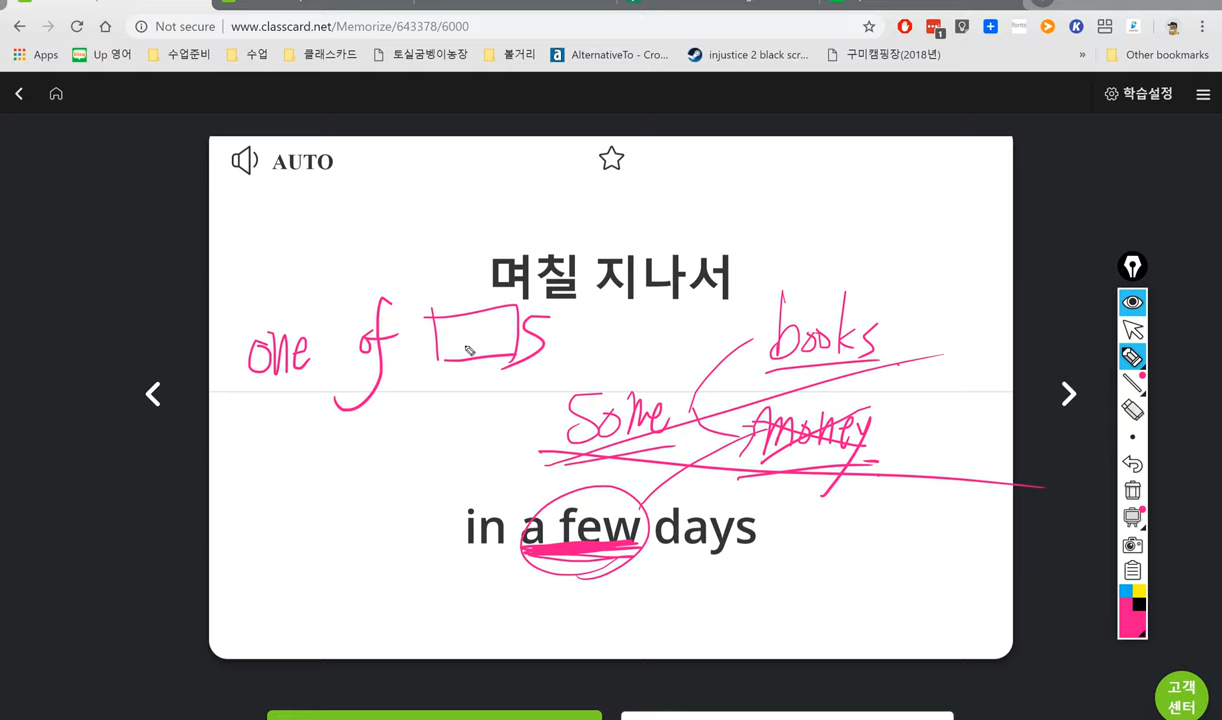 Not secure www.classcard.net/Memorize/643378/6000
Apps Up 영어 수업준비 수업 클래스카드 토실굼벵이농장 볼거리 AlternativeTo - Cro... injustice 2 black scr... 구미캠핑장(2018년) » Other bookmarks
학습설정
AUTO
며칠 지나서
one of s
books
Some
money
in a few days
고객
센터